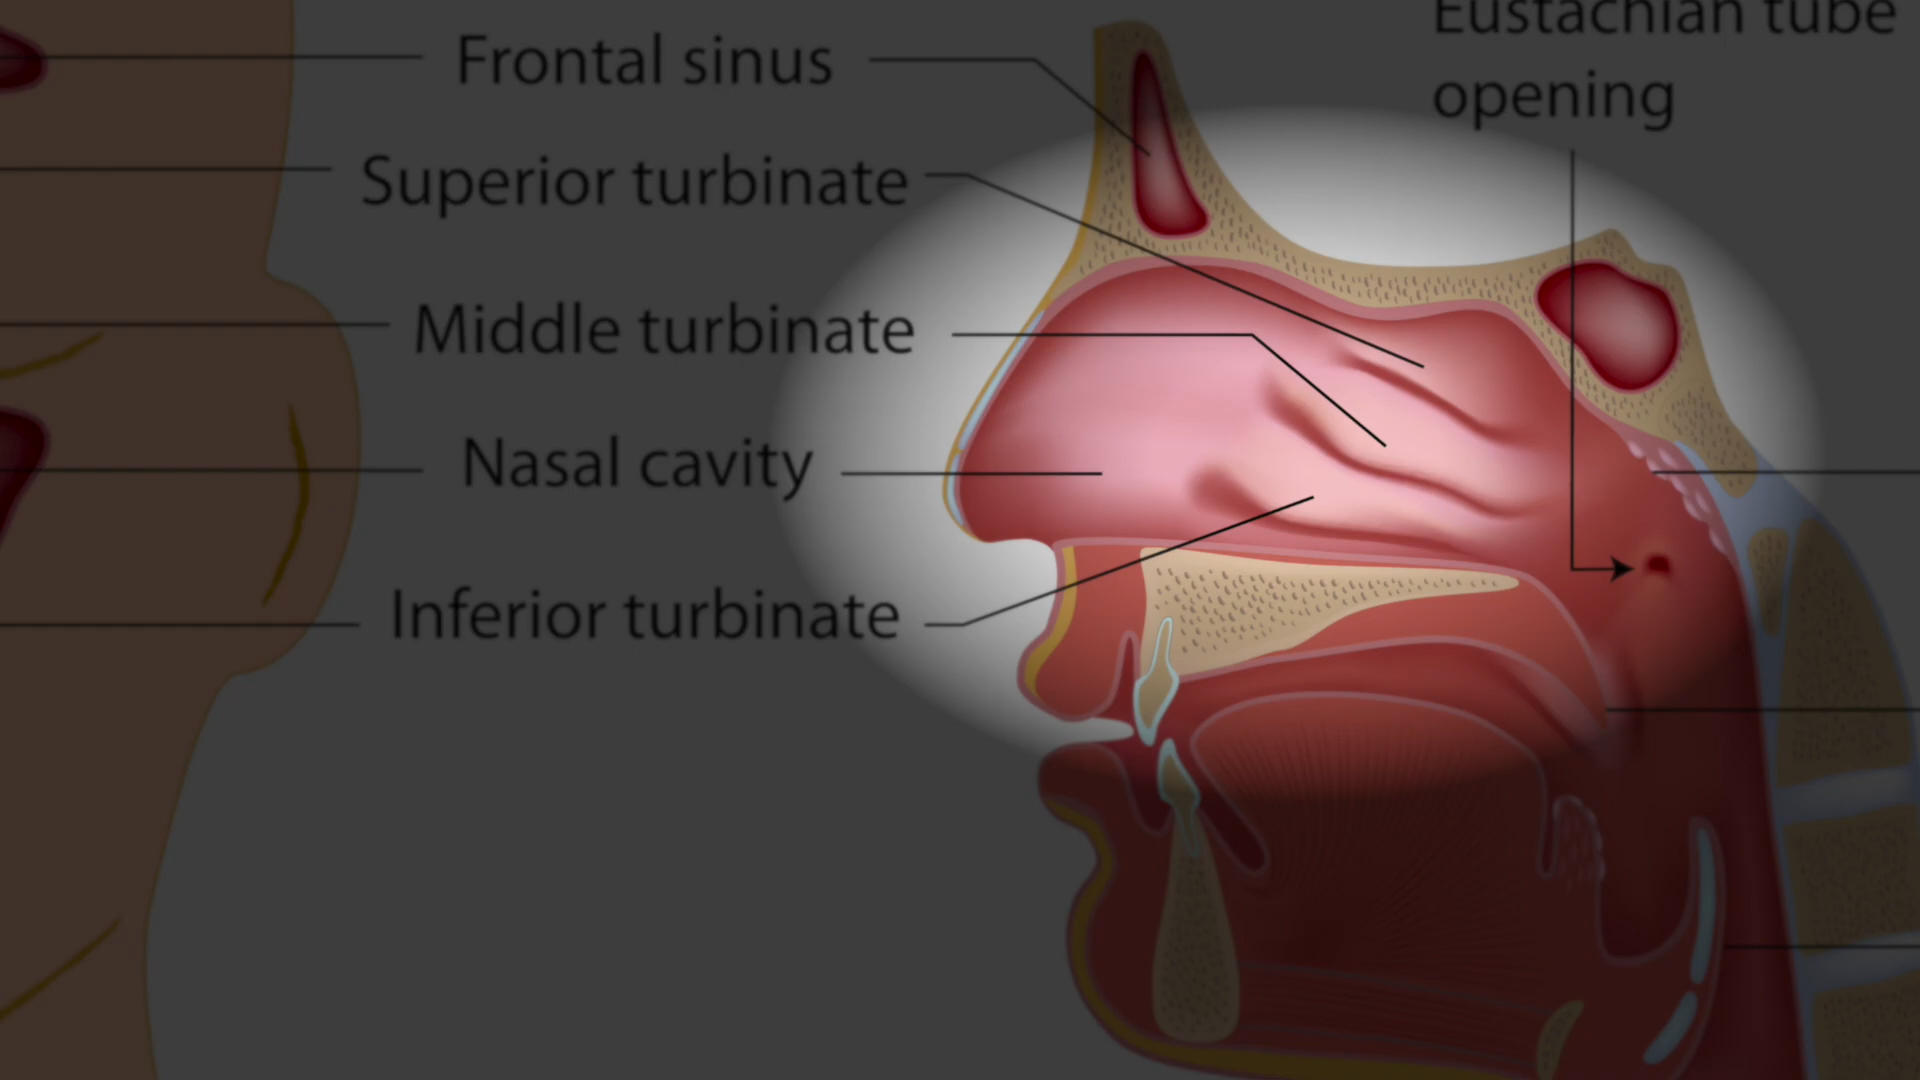 Frontal sinus
Superior turbinate
Middle turbinate
Nasal cavity
Inferior turbinate
Eustachian tube
opening